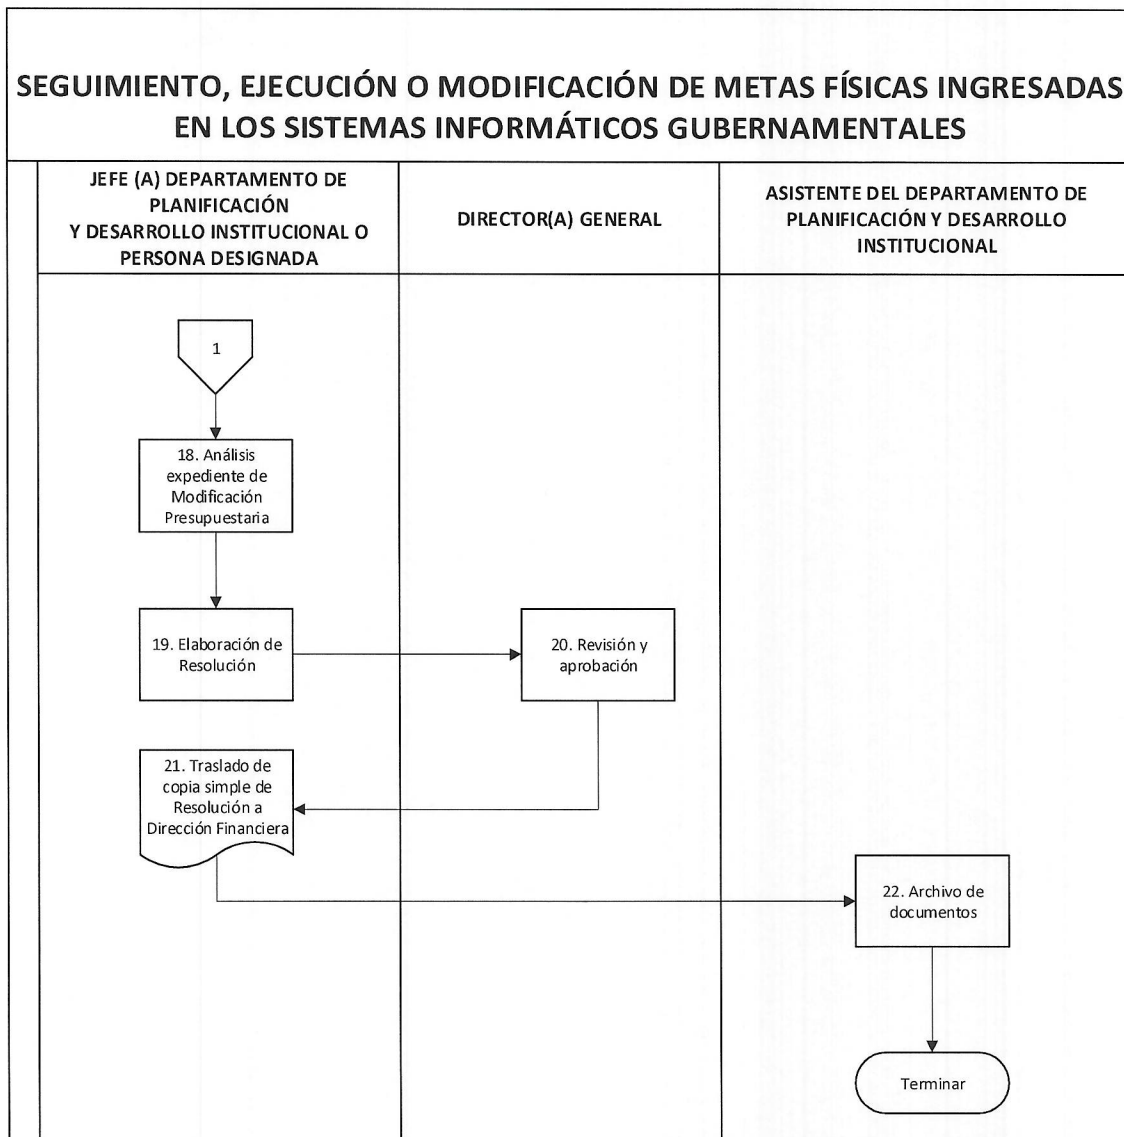 SEGUIMIENTO, EJECUCIÓN O MODIFICACIÓN DE METAS FÍSICAS INGRESADAS
EN LOS SISTEMAS INFORMÁTICOS GUBERNAMENTALES
JEFE (A) DEPARTAMENTO DE
PLANIFICACIÓN
Y DESARROLLO INSTITUCIONAL O
PERSONA DESIGNADA
DIRECTOR(A) GENERAL
ASISTENTE DEL DEPARTAMENTO DE
PLANIFICACIÓN Y DESARROLLO
INSTITUCIONAL
1
18. Análisis
expediente de
Modificación
Presupuestaria
19. Elaboración de
Resolución
20. Revisión y
aprobación
21. Traslado de
copia simple de
Resolución a
Dirección Financiera
22. Archivo de
documentos
Terminar